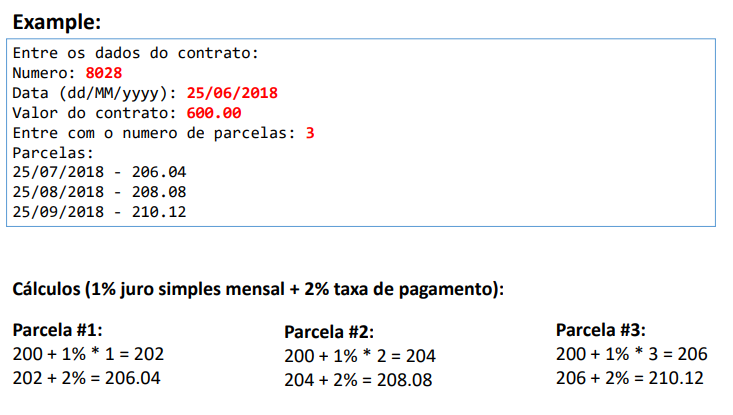 Example:
Entre os dados do contrato:
Numero: 8028
Data (dd/MM/yyyy): 25/06/2018
Valor do contrato: 600.00
Entre com o numero de parcelas: 3
Parcelas:
25/07/2018 - 206.04
25/08/2018 - 208.08
25/09/2018 - 210.12
Cálculos (1% juro simples mensal + 2% taxa de pagamento):
Parcela #1:
200 + 1% * 1 = 202
202 + 2% = 206.04
Parcela #2:
200 + 1% * 2 = 204
204 + 2% = 208.08
Parcela #3:
200 + 1% * 3 = 206
206 + 2% = 210.12